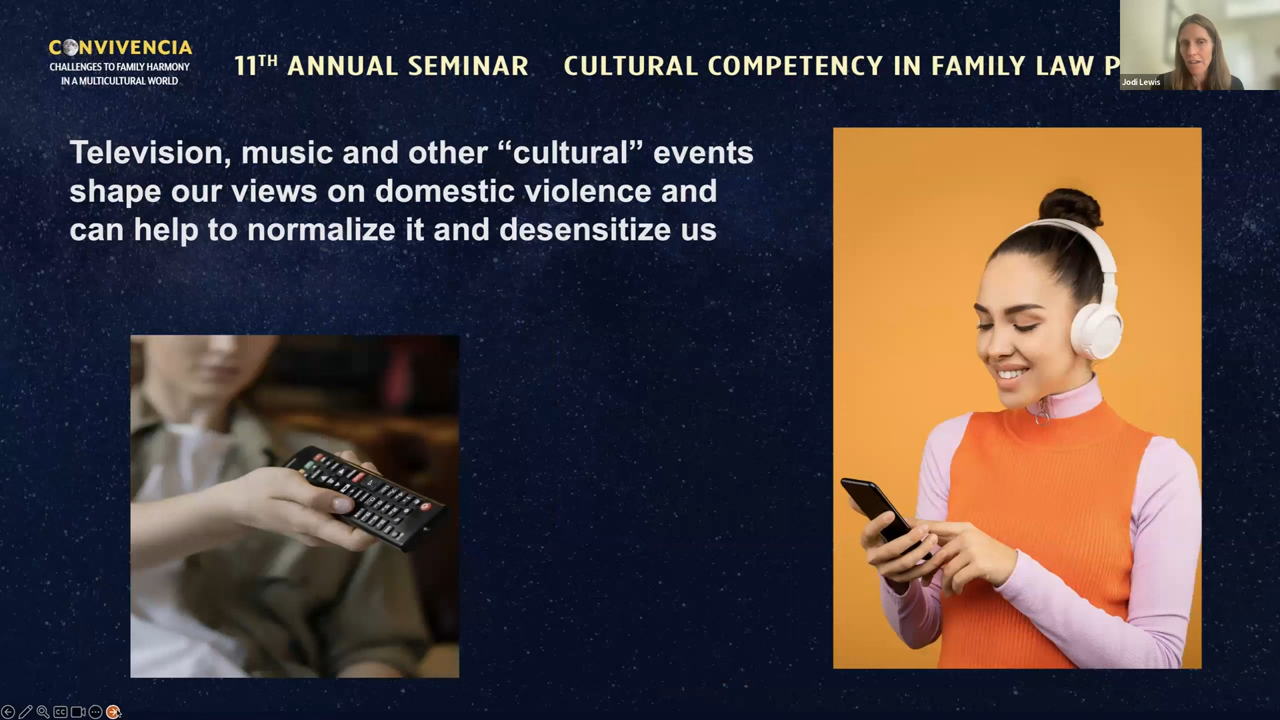 CONVIVENCIA
CHALLENGES TO FAMILY HARMONY
IN A MULTICULTURAL WORLD
11TH ANNUAL SEMINAR CULTURAL COMPETENCY IN FAMILY LAW P
Jodi Lewis
Television, music and other “cultural” events
shape our views on domestic violence and
can help to normalize it and desensitize us